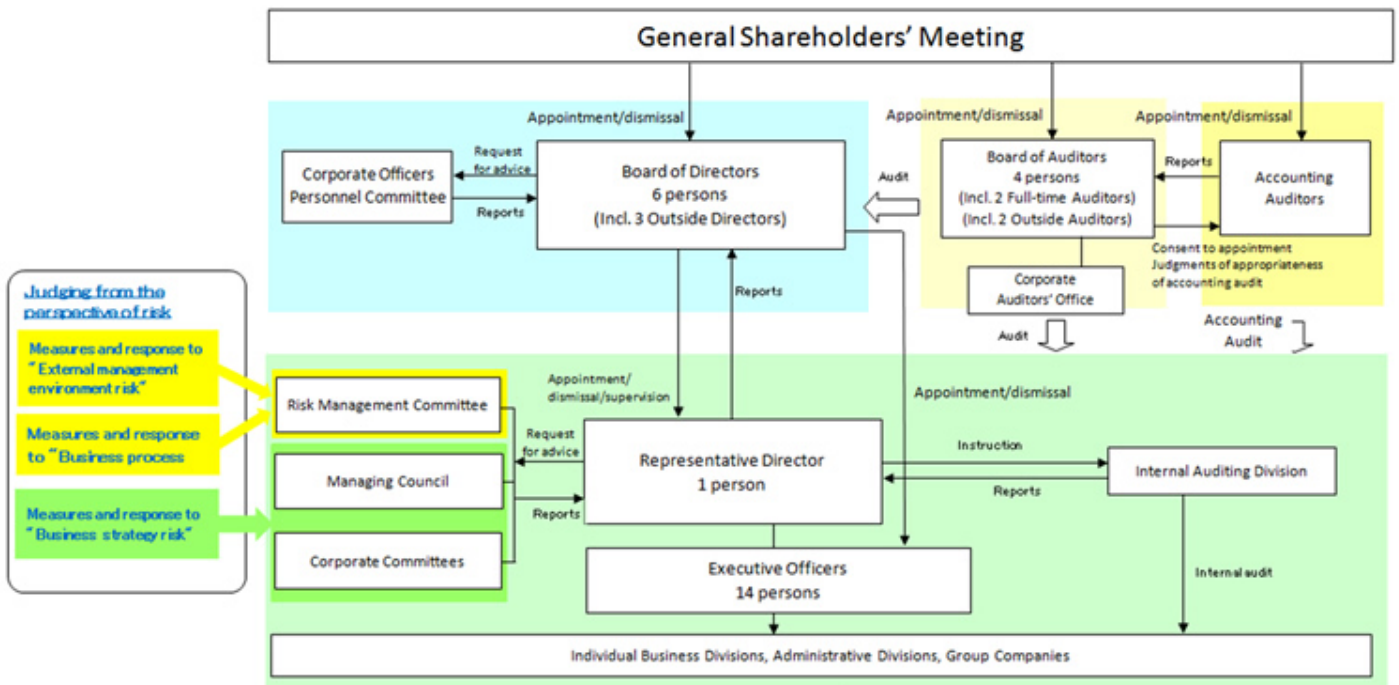 General Shareholders' Meeting
Appointment/dismissal
Appointment/dismissal
Appointment/dismissal
Corporate Officers
Personnel Committee
Request
for advice
Reports
Board of Directors
6 persons
(Incl. 3 Outside Directors)
Audit
Board of Auditors
4 persons
(Incl. 2 Full-time Auditors)
(Incl. 2 Outside Auditors)
Reports
Accounting
Auditors
Consent to appointment
Judgments of appropriateness
of accounting audit
Corporate
Auditors' Office
Reports
Audit
Accounting
Audit
Judging from the
perspective of risk
Measures and response to
"External management
environment risk"
Measures and response
to "Business process
Measures and response to
"Business strategy risk"
Risk Management Committee
Managing Council
Corporate Committees
Appointment/
dismissal/supervision
Appointment/dismissal
Request
for advice
Reports
Representative Director
1 person
Instruction
Reports
Internal Auditing Division
Executive Officers
14 persons
Internal audit
Individual Business Divisions, Administrative Divisions, Group Companies